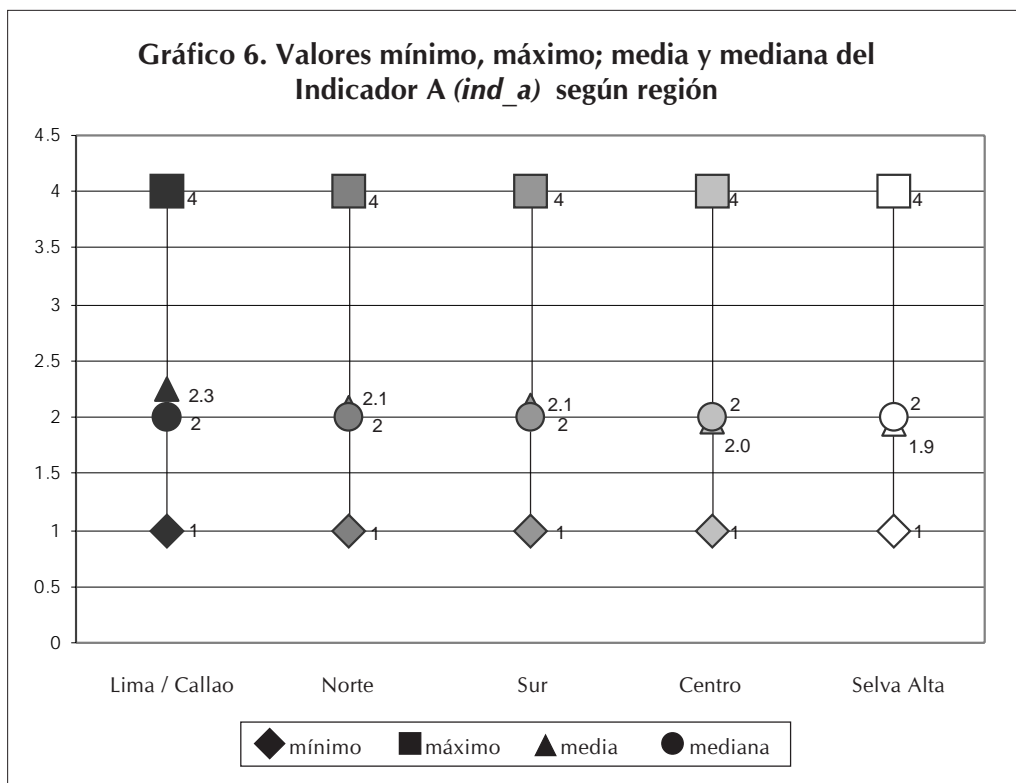 Gráfico 6. Valores mínimo, máximo; media y mediana del
Indicador A (ind_a) según región
4.5
4
3.5
3
2.5
2
1.5
1
0.5
0
4
4
4
4
4
2.3
2
2.1
2
2.1
2
2
2.0
2
1.9
1
1
1
1
1
Lima / Callao
Norte
Sur
Centro
Selva Alta
mínimo
máximo
media
mediana